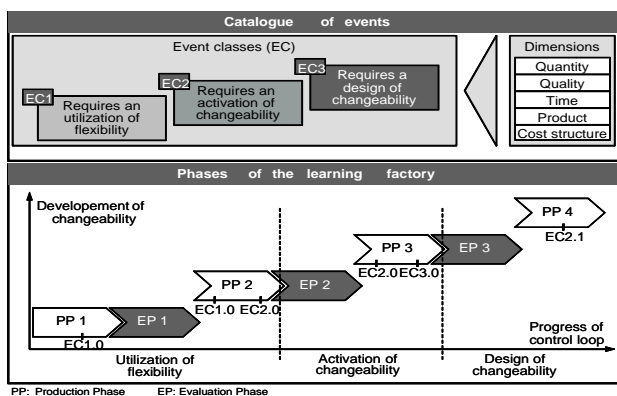 Catalogue of events
Event classes (EC)
EC1
Requires an
utilization of
flexibility
EC2
Requires an
activation of
changeability
EC3
Requires a
design of
changeability
Dimensions
Quantity
Quality
Time
Product
Cost structure
Phases of the learning factory
Developement of
changeability
PP 1
EP 1
EC1.0
PP 2
EP 2
EC1.0 EC2.0
PP 3
EP 3
EC2.0 EC3.0
PP 4
EC2.1
Progress of
control loop
Utilization of
flexibility
Activation of
changeability
Design of
changeability
PP: Production Phase EP: Evaluation Phase